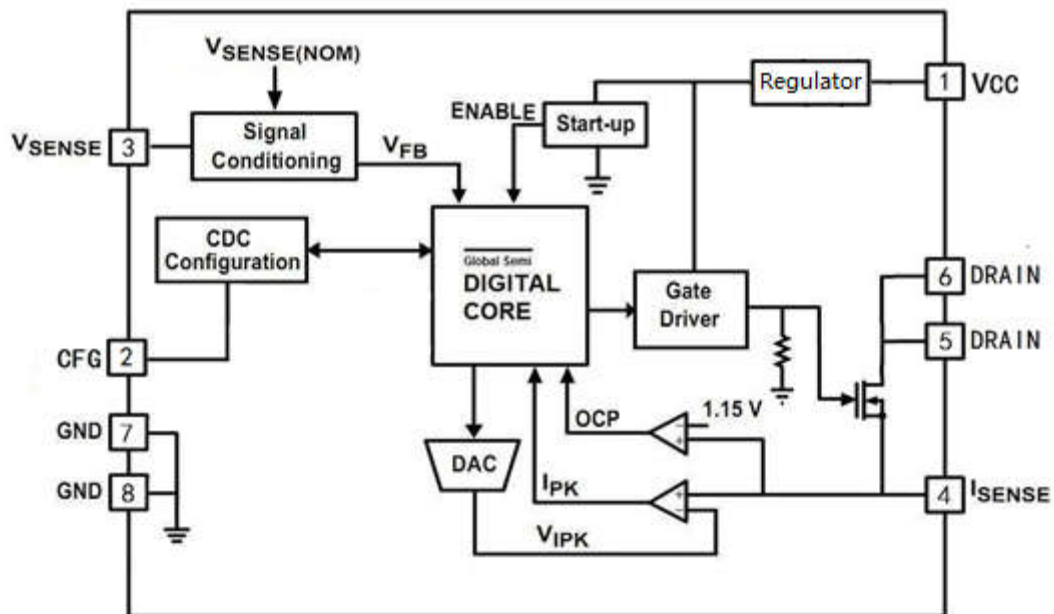 VSENSE(NOM)
Regulator
1
VCC
ENABLE
Start-up
VSENSE
3
Signal
Conditioning
VFB
CDC
Configuration
Global Semi
DIGITAL
CORE
Gate
Driver
6
DRAIN
5
DRAIN
CFG
2
1.15 V
OCP
GND
7
DAC
GND
8
IPK
4
ISENSE
VIPK
+
-
+
-